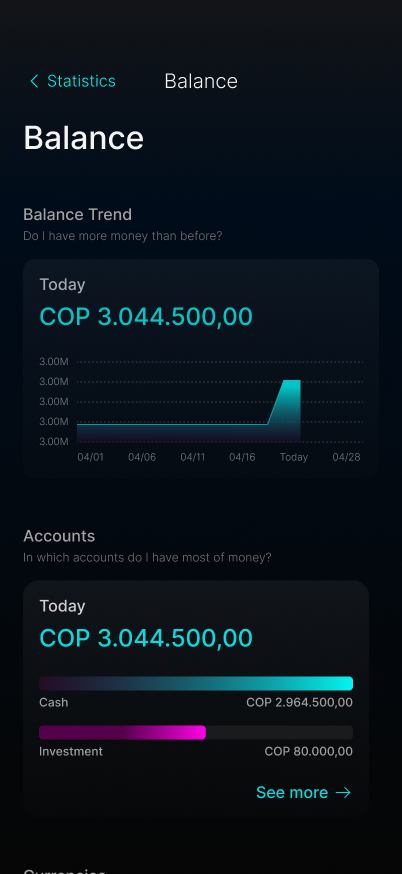 Statistics
Balance
Balance
Balance Trend
Do I have more money than before?
Today
COP 3.044.500,00
3.00M
3.00M
3.00M
3.00M
3.00M
04/01 04/06 04/11 04/16 Today 04/28
Accounts
In which accounts do I have most of money?
Today
COP 3.044.500,00
Cash COP 2.964.500,00
Investment COP 80.000,00
See more →
Currencies